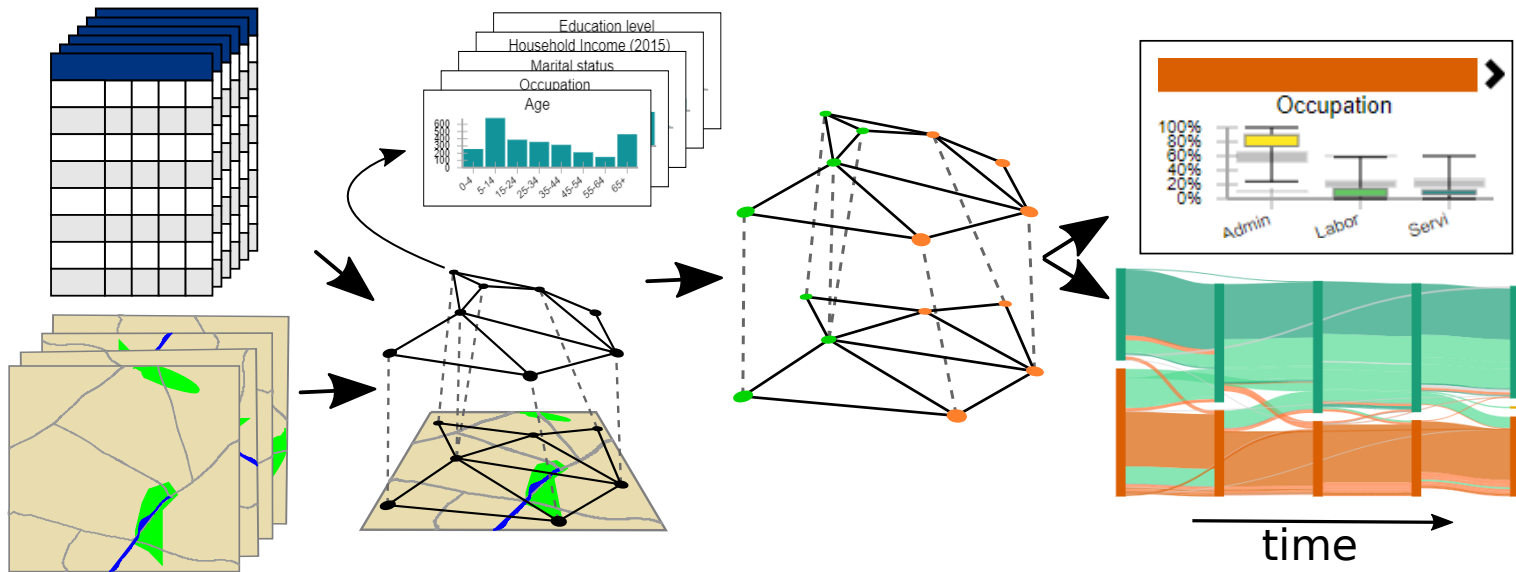 Education level
Household Income (2015)
Marital status
Occupation
Age
600
500
400
300
200
100
0
0-4
5-14
15-24
25-34
35-44
45-54
55-64
65+
Occupation
100%
80%
60%
40%
20%
0%
Admin
Labor
Servi
time